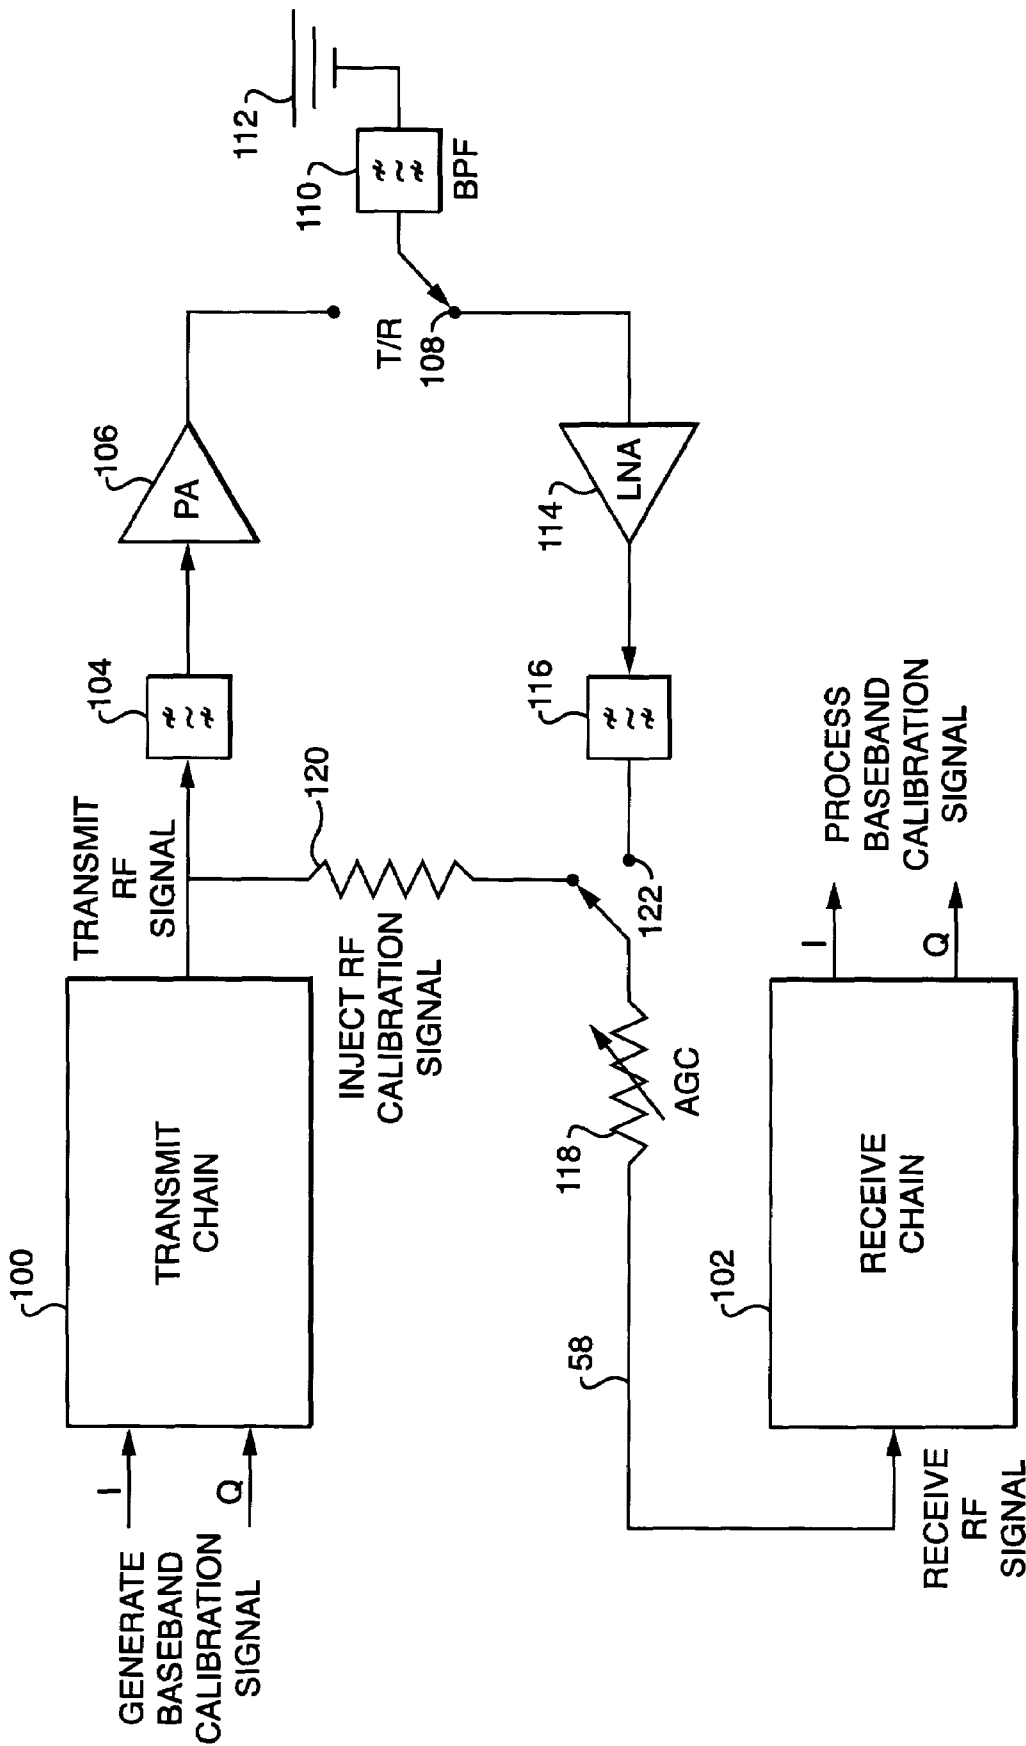 GENERATE
BASEBAND
CALIBRATION
SIGNAL
I
Q
100
TRANSMIT
CHAIN
TRANSMIT
RF
SIGNAL
104
106
PA
120
INJECT RF
CALIBRATION
SIGNAL
T/R
108
110
BPF
112
114
LNA
116
122
118
AGC
58
RECEIVE
RF
SIGNAL
102
RECEIVE
CHAIN
I
Q
PROCESS
BASEBAND
CALIBRATION
SIGNAL